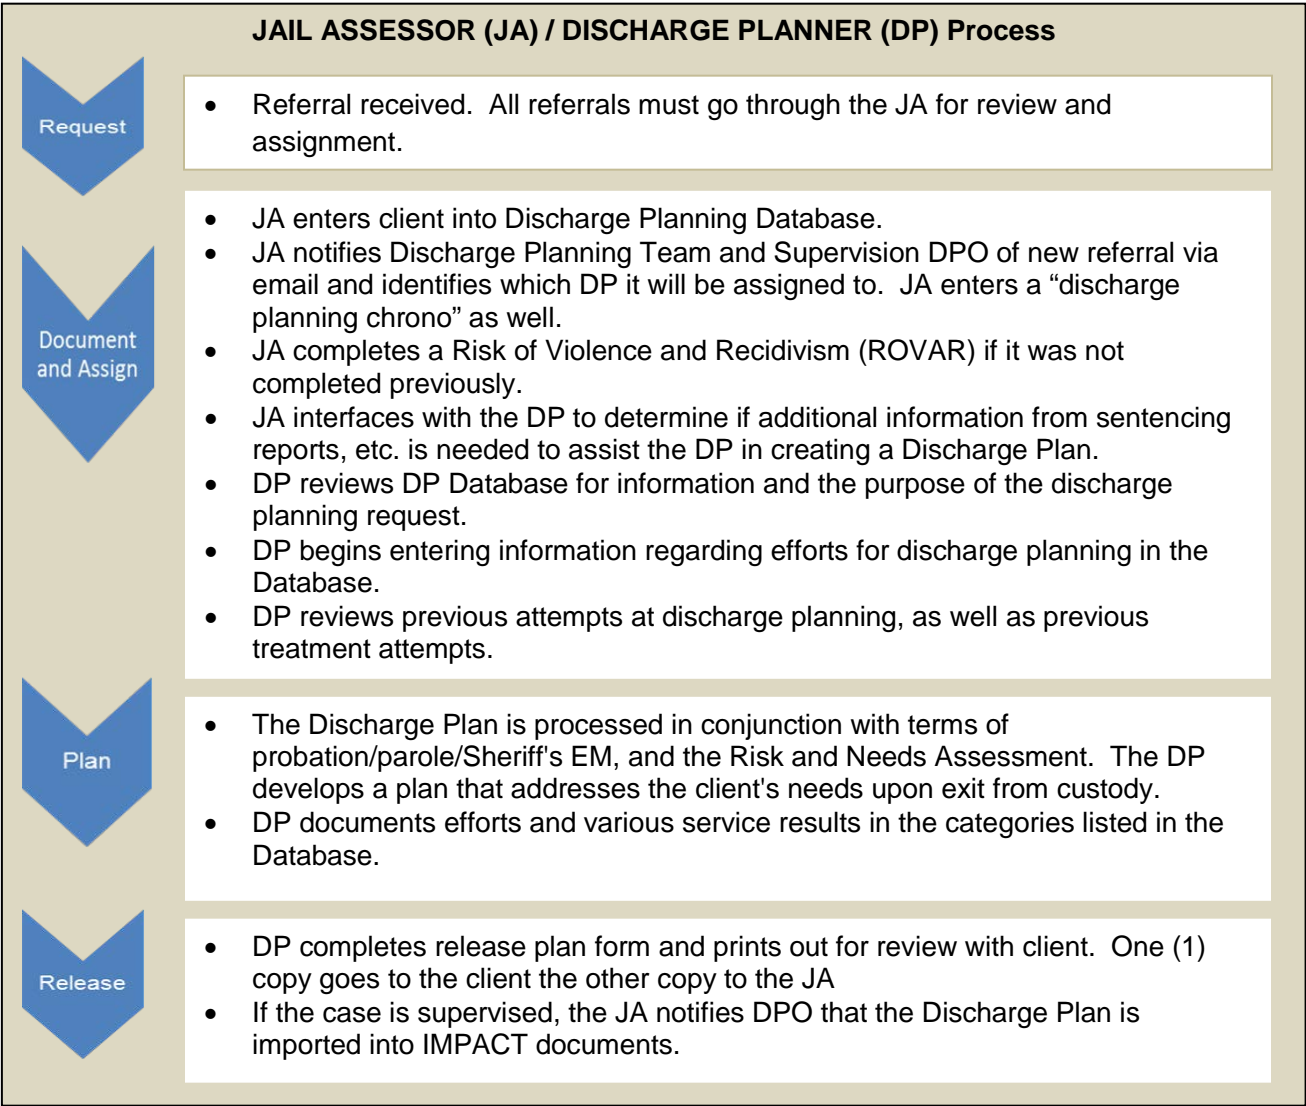 JAIL ASSESSOR (JA) / DISCHARGE PLANNER (DP) Process
Request
• Referral received. All referrals must go through the JA for review and
assignment.
Document
and Assign
• JA enters client into Discharge Planning Database.
• JA notifies Discharge Planning Team and Supervision DPO of new referral via
email and identifies which DP it will be assigned to. JA enters a “discharge
planning chrono” as well.
• JA completes a Risk of Violence and Recidivism (ROVAR) if it was not
completed previously.
• JA interfaces with the DP to determine if additional information from sentencing
reports, etc. is needed to assist the DP in creating a Discharge Plan.
• DP reviews DP Database for information and the purpose of the discharge
planning request.
• DP begins entering information regarding efforts for discharge planning in the
Database.
• DP reviews previous attempts at discharge planning, as well as previous
treatment attempts.
Plan
• The Discharge Plan is processed in conjunction with terms of
probation/parole/Sheriff's EM, and the Risk and Needs Assessment. The DP
develops a plan that addresses the client's needs upon exit from custody.
• DP documents efforts and various service results in the categories listed in the
Database.
Release
• DP completes release plan form and prints out for review with client. One (1)
copy goes to the client the other copy to the JA
• If the case is supervised, the JA notifies DPO that the Discharge Plan is
imported into IMPACT documents.